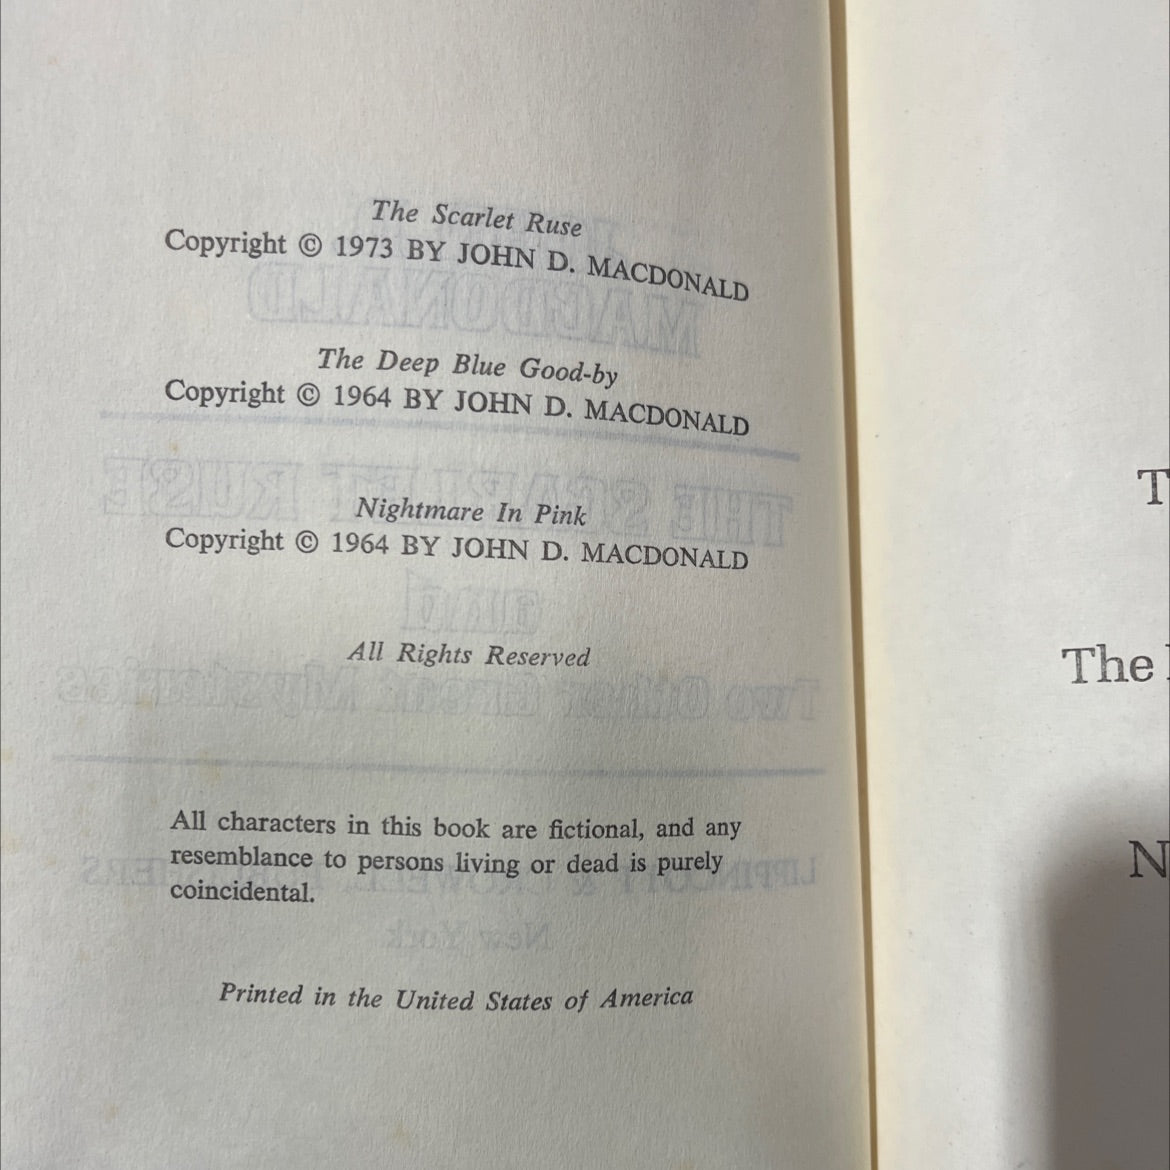 The Scarlet Ruse
Copyright © 1973 BY JOHN D. MACDONALD
The Deep Blue Good-by
Copyright © 1964 BY JOHN D. MACDONALD
Nightmare In Pink
Copyright © 1964 BY JOHN D. MACDONALD
All Rights Reserved
All characters in this book are fictional, and any
resemblance to persons living or dead is purely
coincidental.
Printed in the United States of America
T
The
N